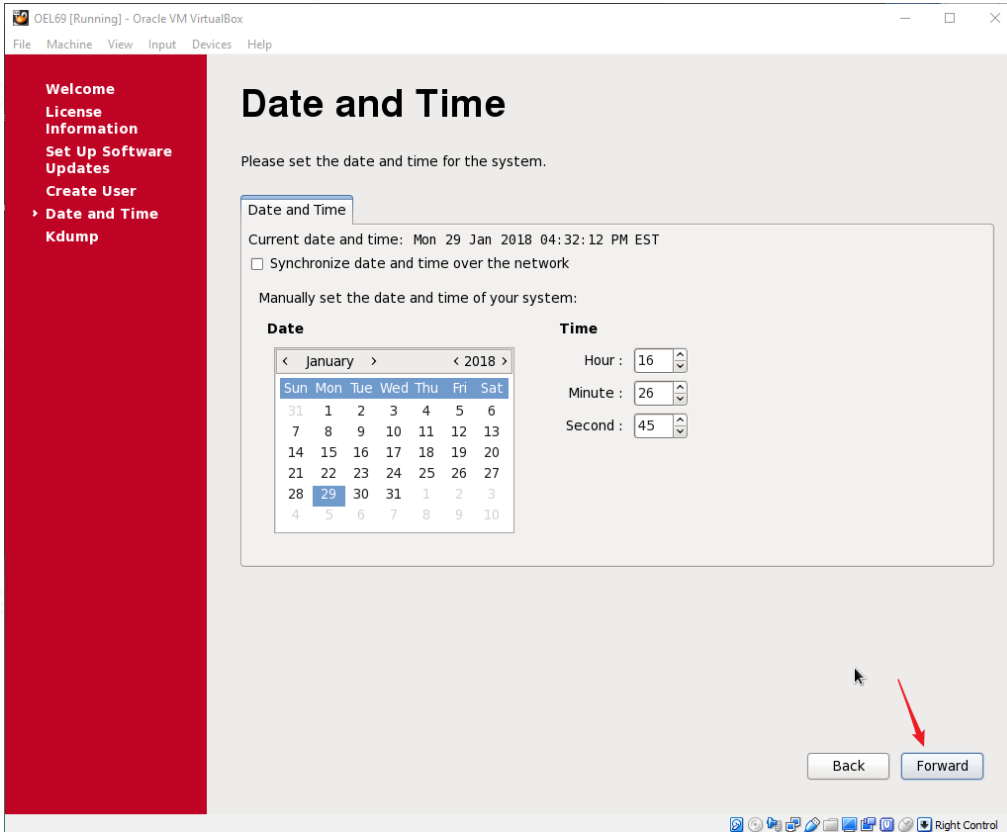 OEL69 [Running] - Oracle VM VirtualBox
File Machine View Input Devices Help
Welcome
License
Information
Set Up Software
Updates
Create User
Date and Time
Kdump
Date and Time
Please set the date and time for the system.
Date and Time
Current date and time: Mon 29 Jan 2018 04:32:12 PM EST
Synchronize date and time over the network
Manually set the date and time of your system:
Date
< January > < 2018 >
Sun Mon Tue Wed Thu Fri Sat
31 1 2 3 4 5 6
7 8 9 10 11 12 13
14 15 16 17 18 19 20
21 22 23 24 25 26 27
28 29 30 31 1 2 3
4 5 6 7 8 9 10
Time
Hour : 16
Minute : 26
Second : 45
Back Forward
Right Control